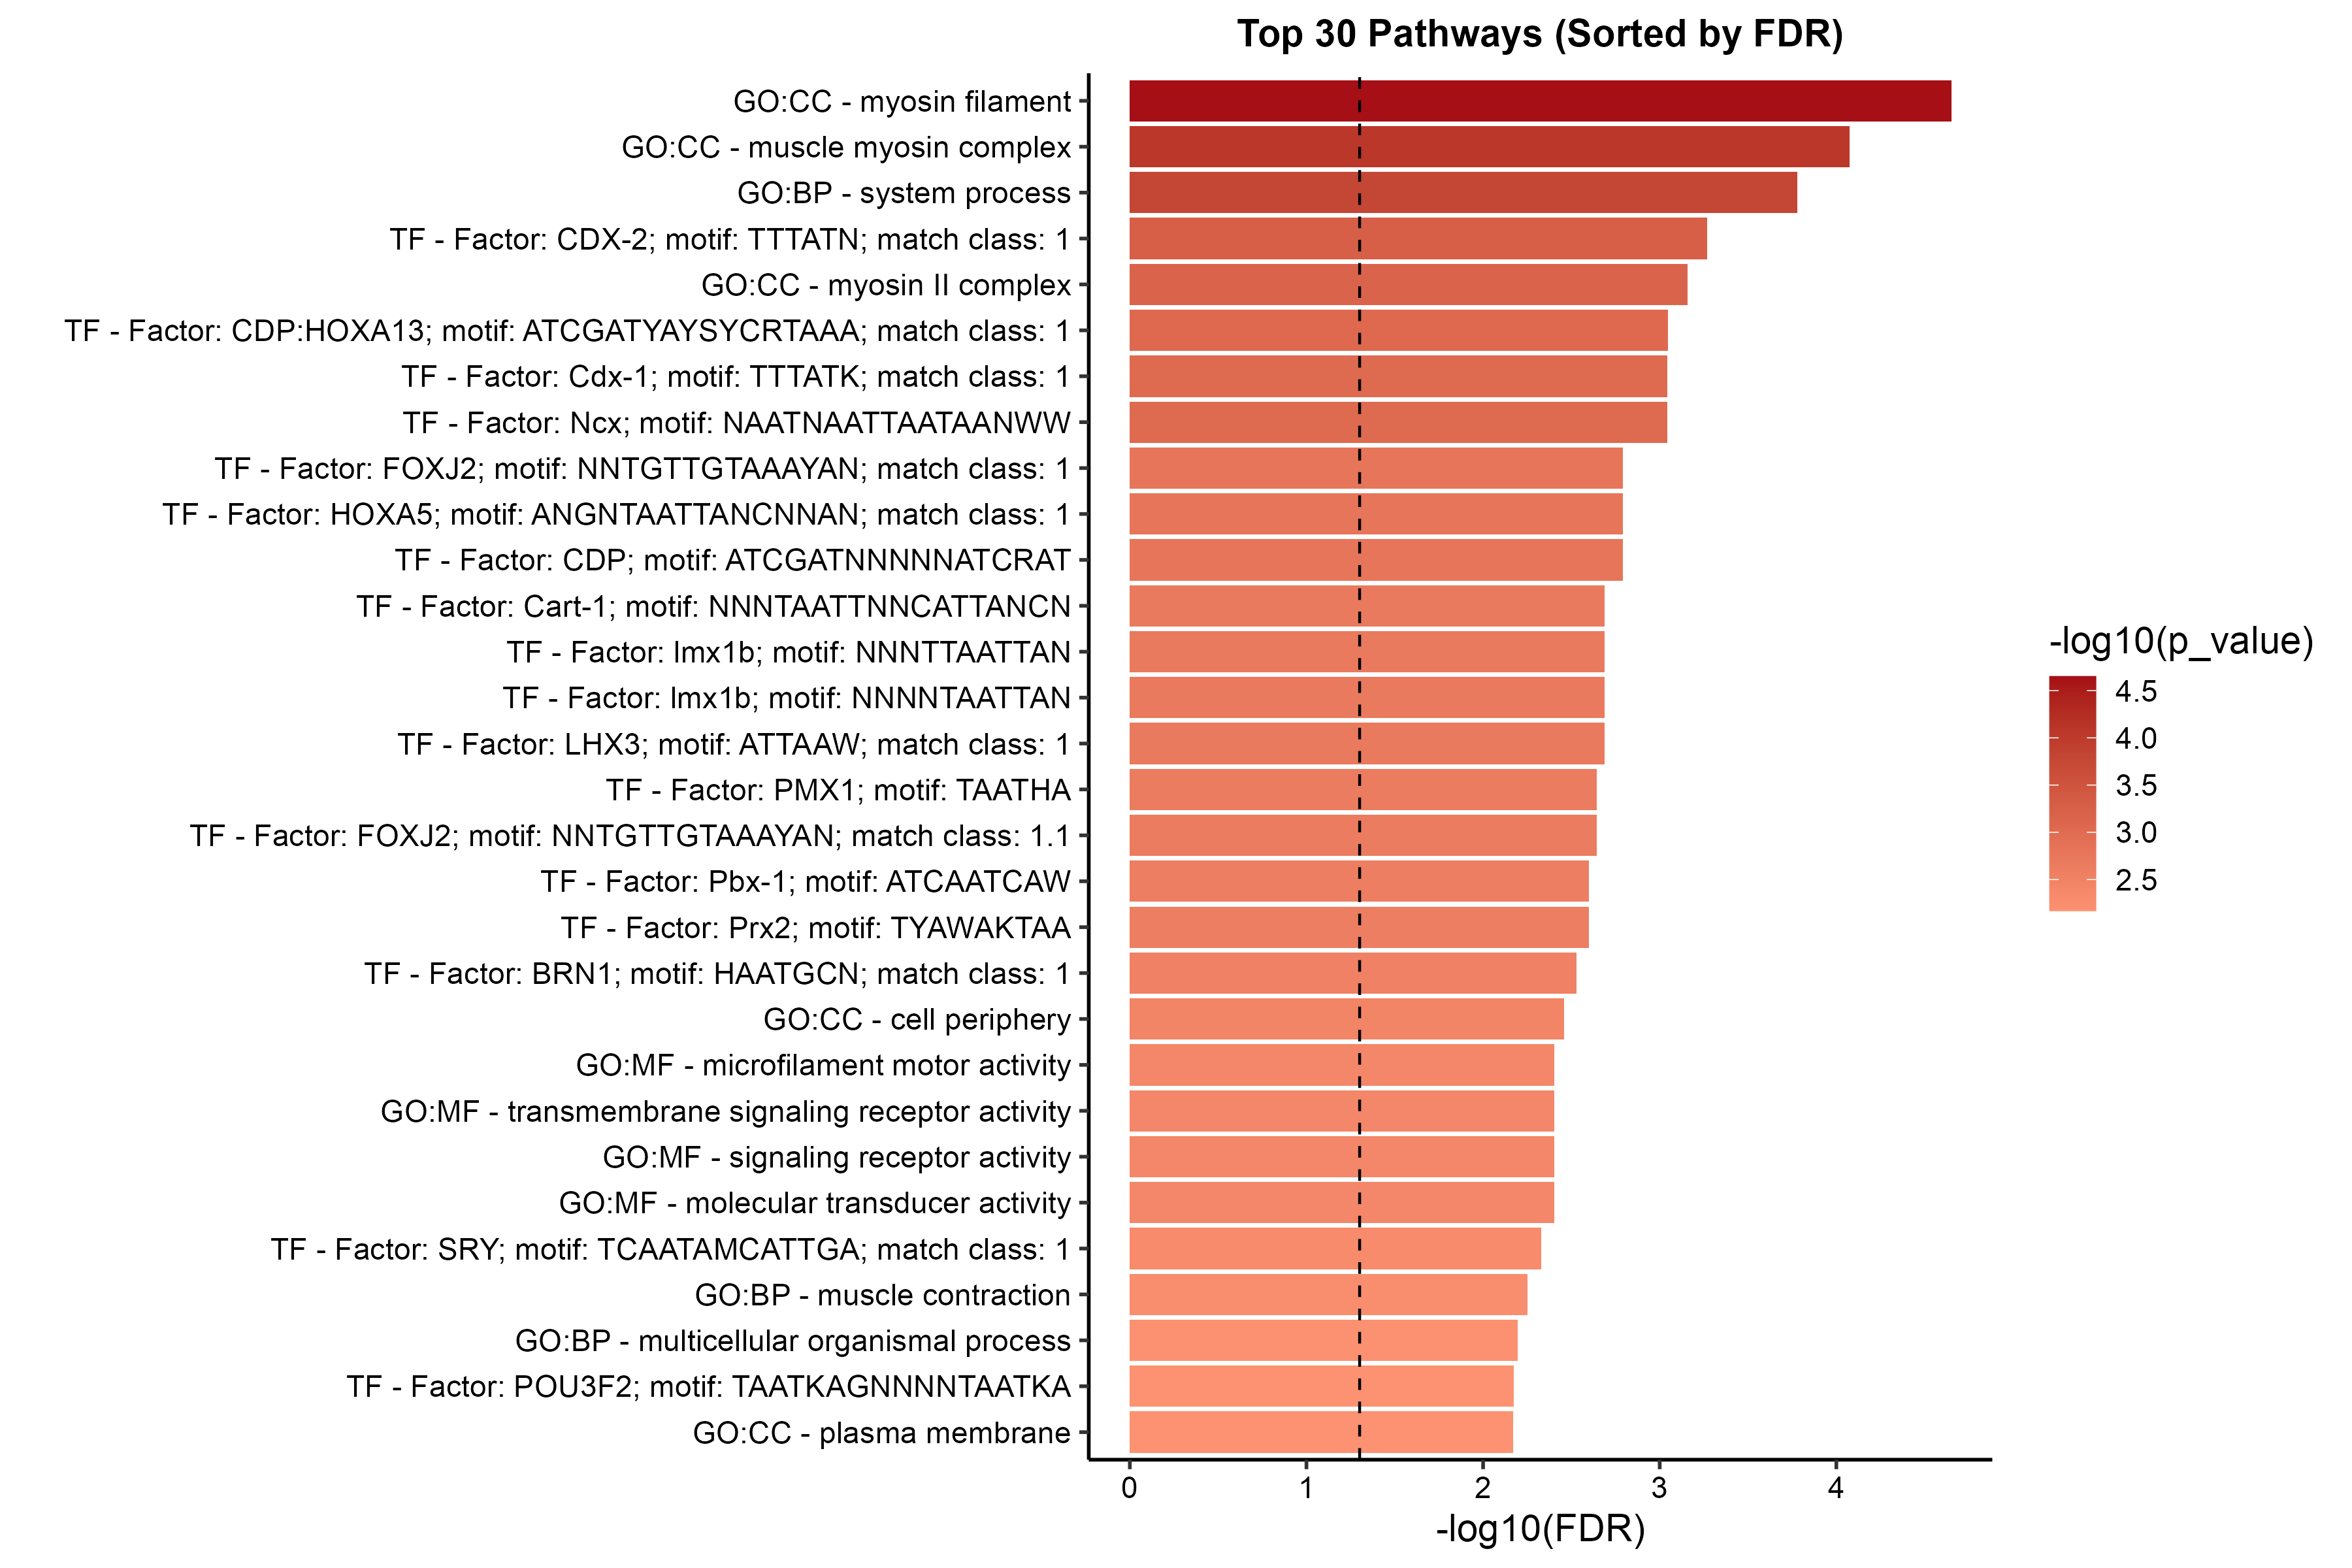 Top 30 Pathways (Sorted by FDR)
GO:CC - myosin filament
GO:CC - muscle myosin complex
GO:BP - system process
TF - Factor: CDX-2; motif: TTTATN; match class: 1
GO:CC - myosin II complex
TF - Factor: CDP:HOXA13; motif: ATCGATYAYSYCRTAAA; match class: 1
TF - Factor: Cdx-1; motif: TTTATK; match class: 1
TF - Factor: Ncx; motif: NAATNAATTAATAANWW
TF - Factor: FOXJ2; motif: NNTGTTGTAAAYAN; match class: 1
TF - Factor: HOXA5; motif: ANGNTAATTANCNNAN; match class: 1
TF - Factor: CDP; motif: ATCGATNNNNNATCRAT
TF - Factor: Cart-1; motif: NNNTAATTNNCATTANCN
TF - Factor: lmx1b; motif: NNNTTAATTAN
TF - Factor: lmx1b; motif: NNNNTAATTAN
TF - Factor: LHX3; motif: ATTAAW; match class: 1
TF - Factor: PMX1; motif: TAATHA
TF - Factor: FOXJ2; motif: NNTGTTGTAAAYAN; match class: 1.1
TF - Factor: Pbx-1; motif: ATCAATCAW
TF - Factor: Prx2; motif: TYAWAKTAA
TF - Factor: BRN1; motif: HAATGCN; match class: 1
GO:CC - cell periphery
GO:MF - microfilament motor activity
GO:MF - transmembrane signaling receptor activity
GO:MF - signaling receptor activity
GO:MF - molecular transducer activity
TF - Factor: SRY; motif: TCAATAMCATTGA; match class: 1
GO:BP - muscle contraction
GO:BP - multicellular organismal process
TF - Factor: POU3F2; motif: TAATKAGNNNNTAATKA
GO:CC - plasma membrane
0 1 2 3 4
-log10(FDR)
-log10(p_value)
4.5
4.0
3.5
3.0
2.5